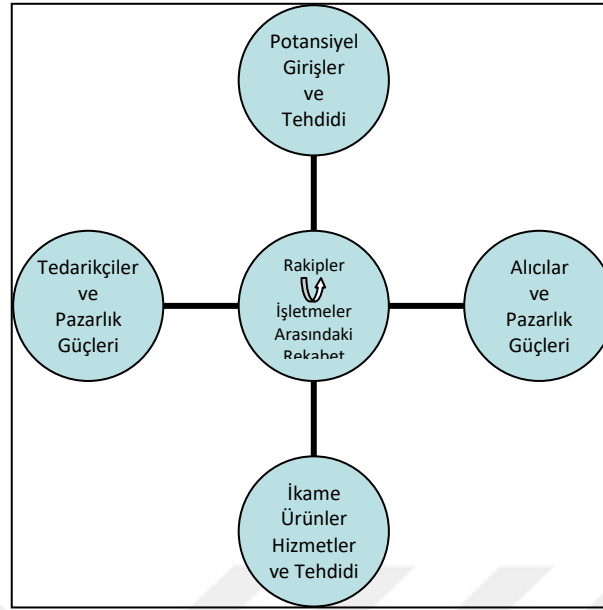 Potansiyel
Girişler
ve
Tehdidi
Tedarikçiler
ve
Pazarlık
Güçleri
Rakipler
İşletmeler
Arasındaki
Rekabet
Alıcılar
ve
Pazarlık
Güçleri
İkame
Ürünler
Hizmetler
ve Tehdidi